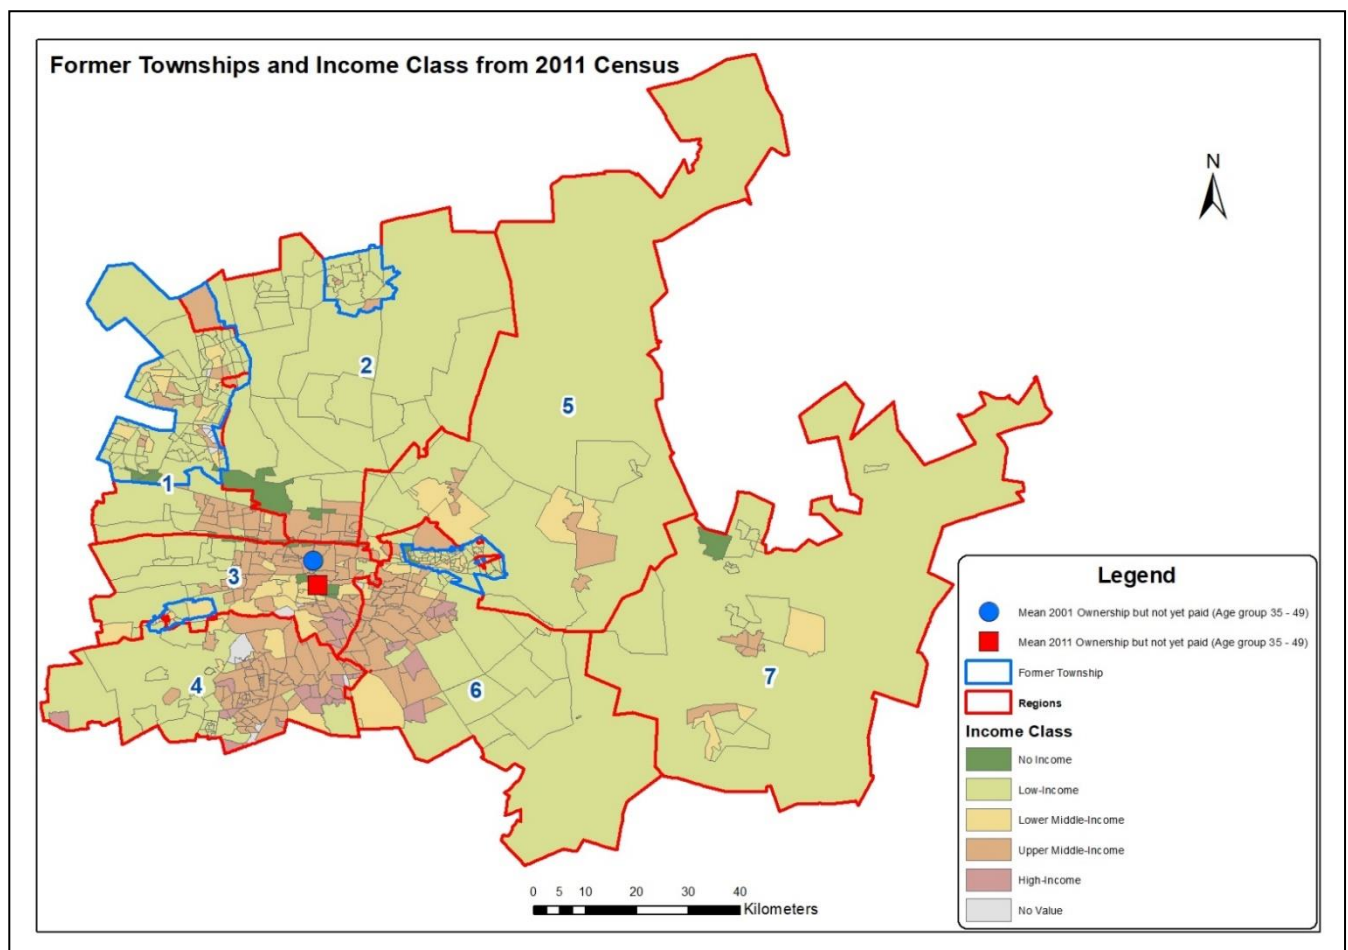 Former Townships and Income Class from 2011 Census
N
2
5
1
3
7
4
6
Legend
Mean 2001 Ownership but not yet paid (Age group 35 - 49)
Mean 2011 Ownership but not yet paid (Age group 35 - 49)
Former Township
Regions
Income Class
No Income
Low-Income
Lower Middle-Income
Upper Middle-Income
High-Income
No Value
0 5 10 20 30 40
Kilometers